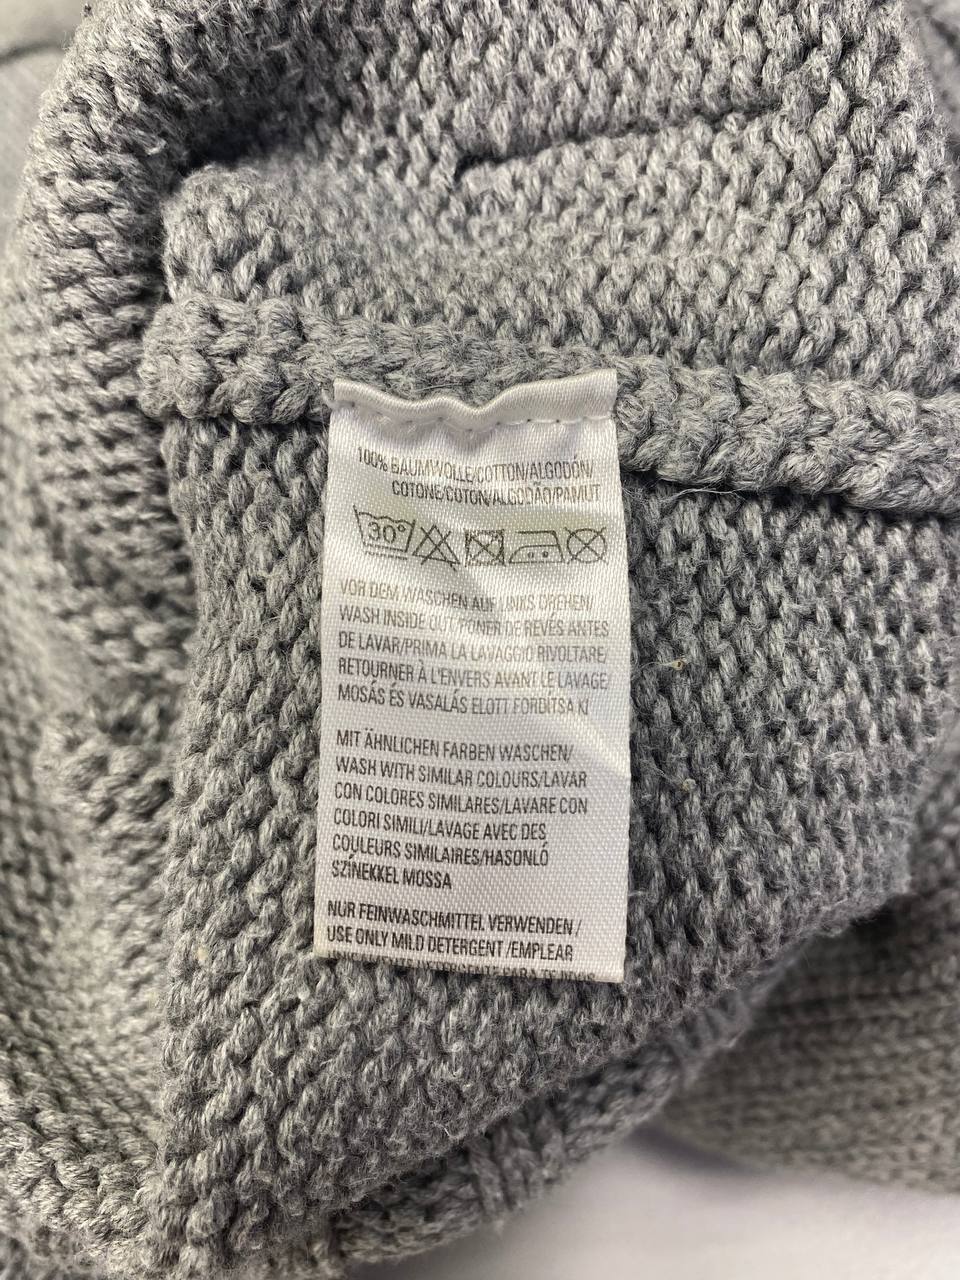 100% BAUMWOLLE/COTTON/ALGODÓN/
COTONE/COTON/ALGODÃO/PAMUT
30°
VOR DEM WASCHEN AUF LINKS DREHEN/
WASH INSIDE OUT/PONER DE REVÉS ANTES
DE LAVAR/PRIMA LA LAVAGGIO RIVOLTARE/
RETOURNER À L'ENVERS AVANT LE LAVAGE/
MOSÁS ÉS VASALÁS ELŐTT FORDÍTSA KI
MIT ÄHNLICHEN FARBEN WASCHEN/
WASH WITH SIMILAR COLOURS/LAVAR
CON COLORES SIMILARES/LAVARE CON
COLORI SIMILI/LAVAGE AVEC DES
COULEURS SIMILAIRES/HASONLÓ
SZÍNEKKEL MOSSA
NUR FEINWASCHMITTEL VERWENDEN /
USE ONLY MILD DETERGENT /EMPLEAR